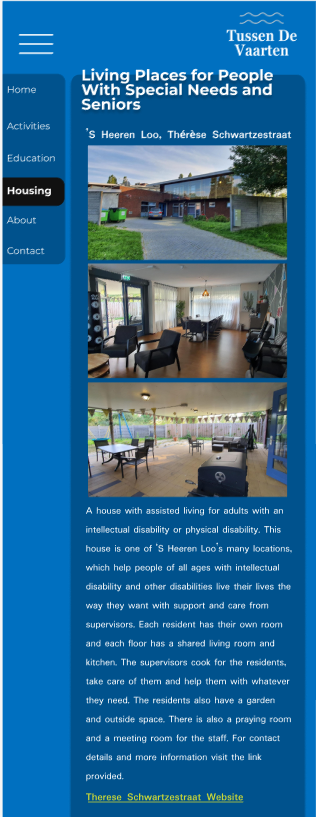 Tussen De
Vaarten
Home
Activities
Education
Housing
About
Contact
Living Places for People
With Special Needs and
Seniors
'S Heeren Loo, Thérèse Schwartzestraat
A house with assisted living for adults with an
intellectual disability or physical disability. This
house is one of 'S Heeren Loo's many locations,
which help people of all ages with intellectual
disability and other disabilities live their lives the
way they want with support and care from
supervisors. Each resident has their own room
and each floor has a shared living room and
kitchen. The supervisors cook for the residents,
take care of them and help them with whatever
they need. The residents also have a garden
and outside space. There is also a praying room
and a meeting room for the staff. For contact
details and more information visit the link
provided.
Therese Schwartzestraat Website